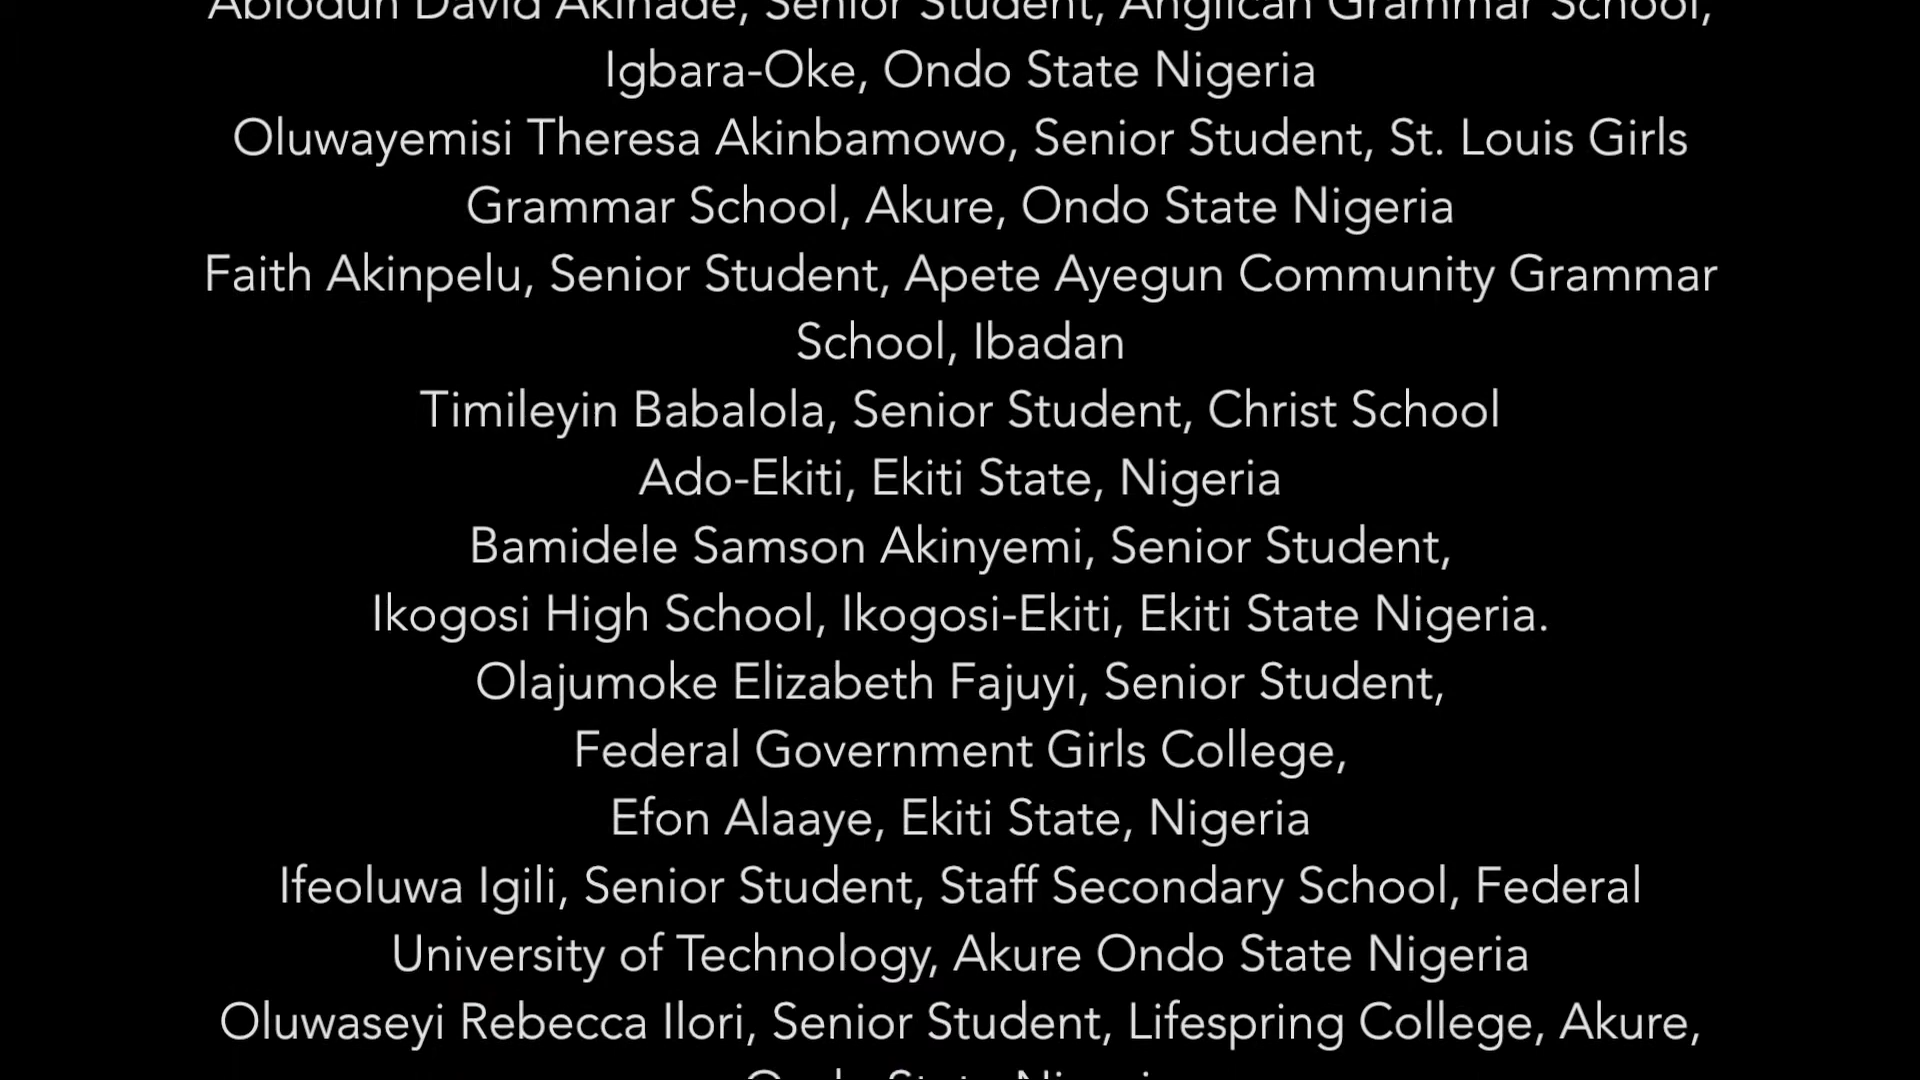 Abiodun David Akinade, Senior Student, Anglican Grammar School,
Igbara-Oke, Ondo State Nigeria
Oluwayemisi Theresa Akinbamowo, Senior Student, St. Louis Girls
Grammar School, Akure, Ondo State Nigeria
Faith Akinpelu, Senior Student, Apete Ayegun Community Grammar
School, Ibadan
Timileyin Babalola, Senior Student, Christ School
Ado-Ekiti, Ekiti State, Nigeria
Bamidele Samson Akinyemi, Senior Student,
Ikogosi High School, Ikogosi-Ekiti, Ekiti State Nigeria.
Olajumoke Elizabeth Fajuyi, Senior Student,
Federal Government Girls College,
Efon Alaaye, Ekiti State, Nigeria
Ifeoluwa Igili, Senior Student, Staff Secondary School, Federal
University of Technology, Akure Ondo State Nigeria
Oluwaseyi Rebecca Ilori, Senior Student, Lifespring College, Akure,
Ondo State Nigeria